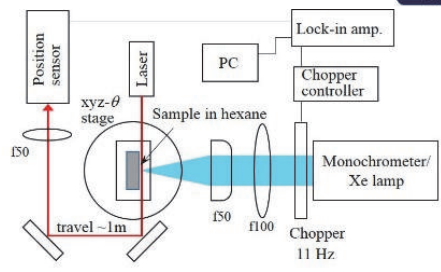 Position
sensor
Laser
PC
Lock-in amp.
Chopper
controller
xyz-θ
stage
Sample in hexane
f50
f50
f100
Monochrometer/
Xe lamp
travel ~1m
Chopper
11 Hz